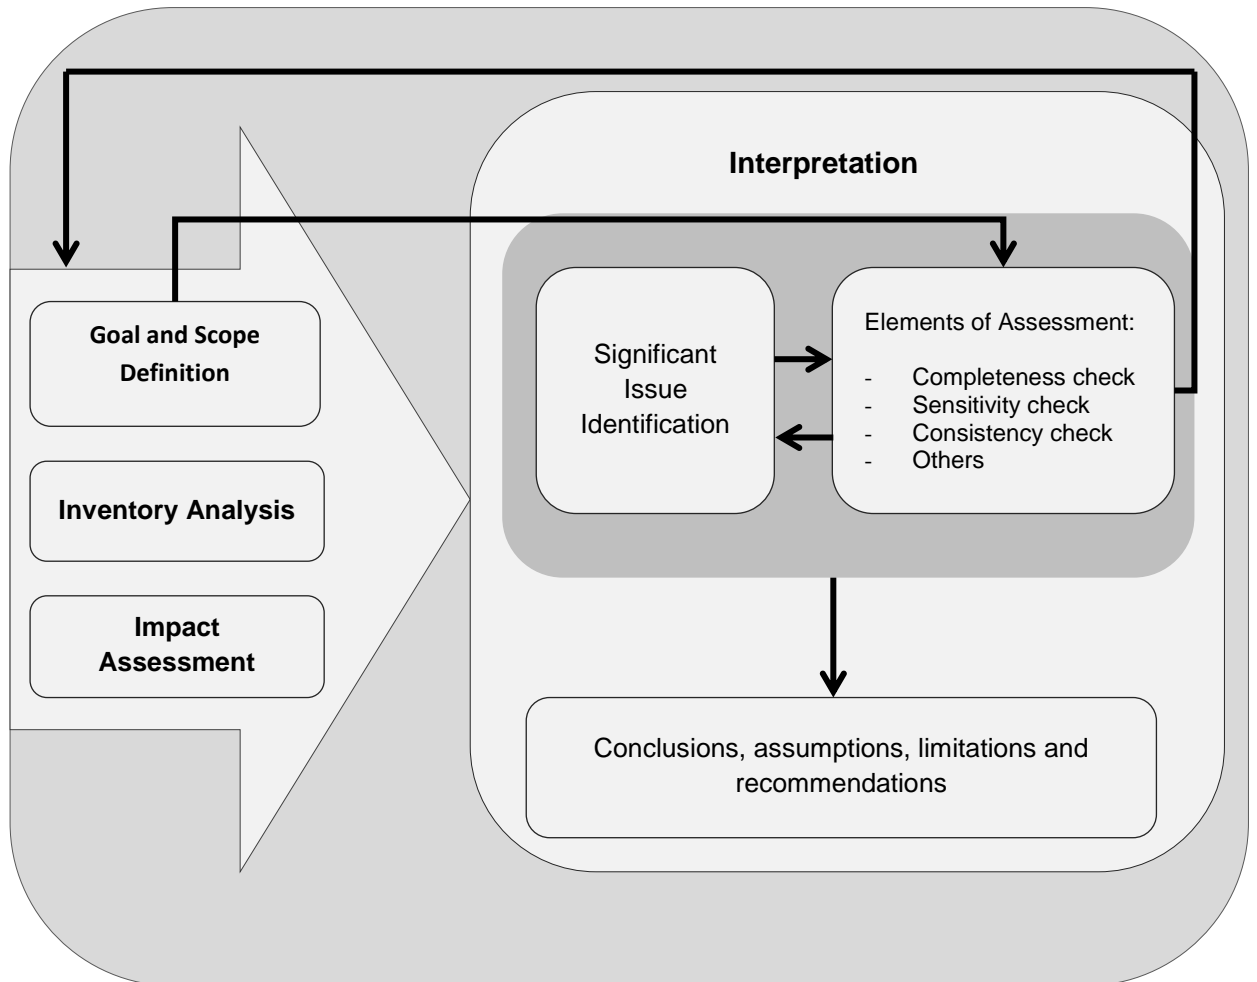 Interpretation
Goal and Scope
Definition
Inventory Analysis
Impact
Assessment
Significant
Issue
Identification
Elements of Assessment:
- Completeness check
- Sensitivity check
- Consistency check
- Others
Conclusions, assumptions, limitations and
recommendations